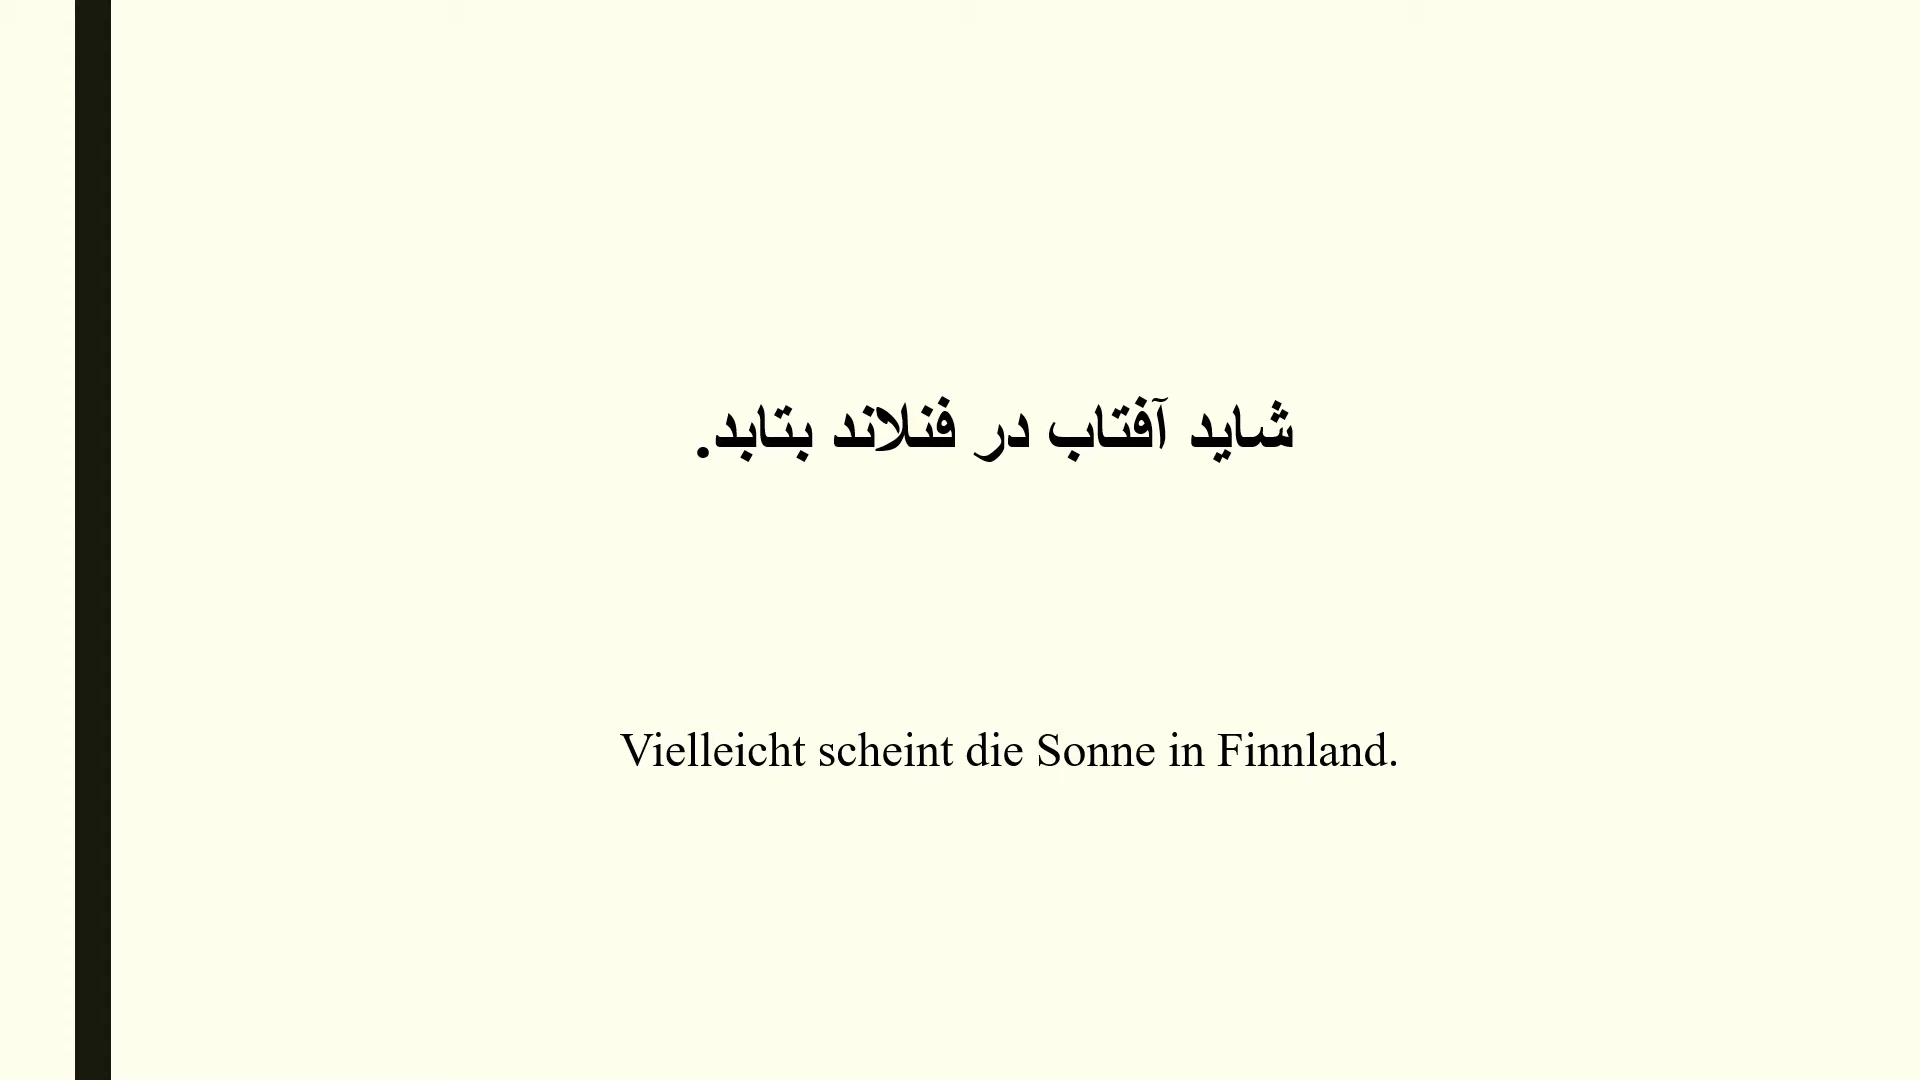 شاید آفتاب در فنلاند بتابد.
Vielleicht scheint die Sonne in Finnland.